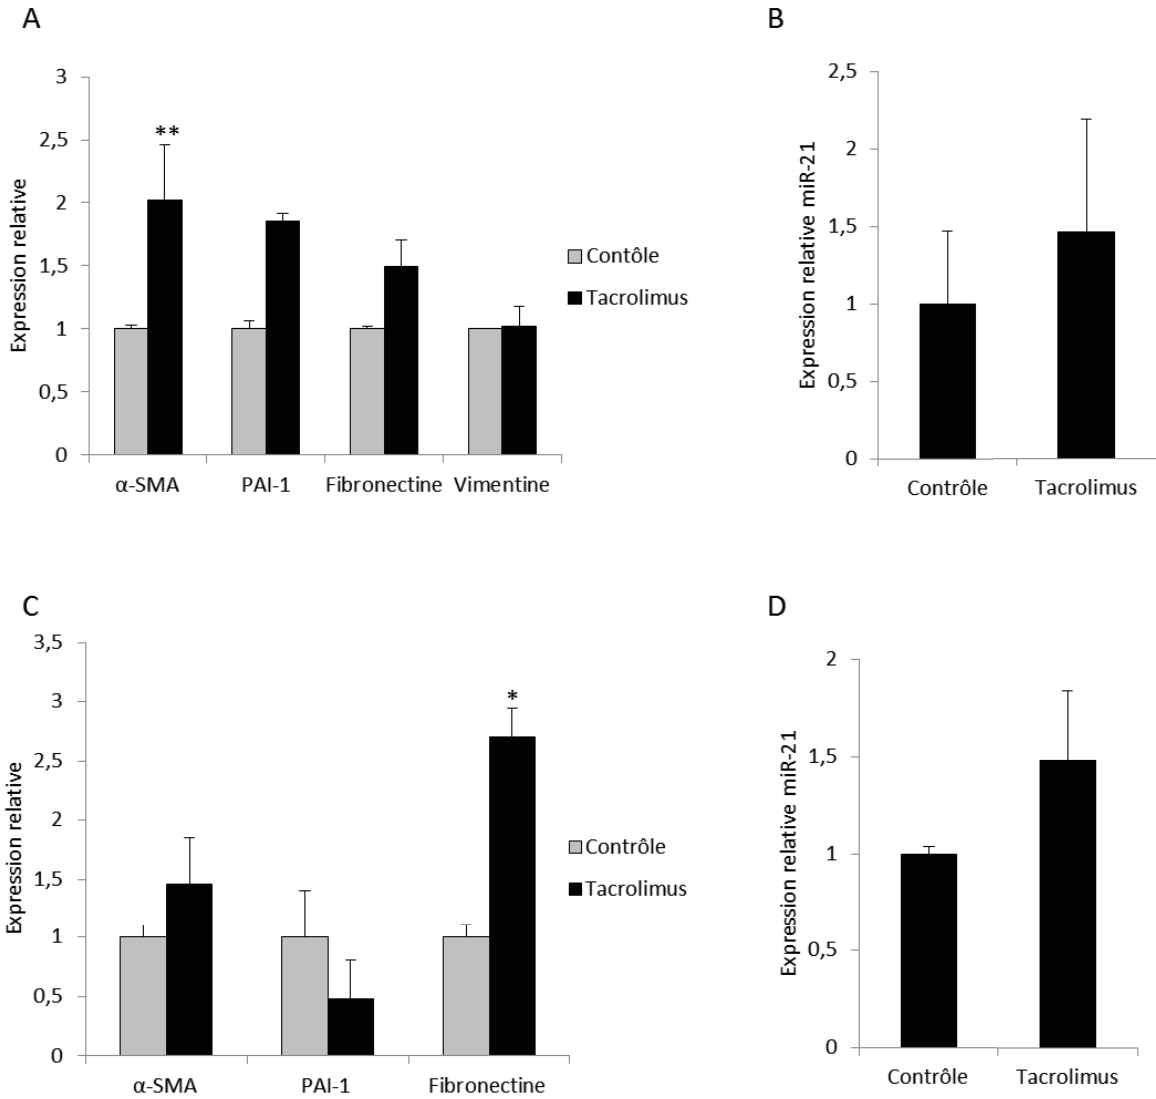 A
Expression relative
3
2,5
2
1,5
1
0,5
0
**
α-SMA PAI-1 Fibronectine Vimentine
Contôle
Tacrolimus
B
Expression relative miR-21
2,5
2
1,5
1
0,5
0
Contrôle Tacrolimus
C
Expression relative
3,5
3
2,5
2
1,5
1
0,5
0
*
α-SMA PAI-1 Fibronectine
Contrôle
Tacrolimus
D
Expression relative miR-21
2
1,5
1
0,5
0
Contrôle Tacrolimus